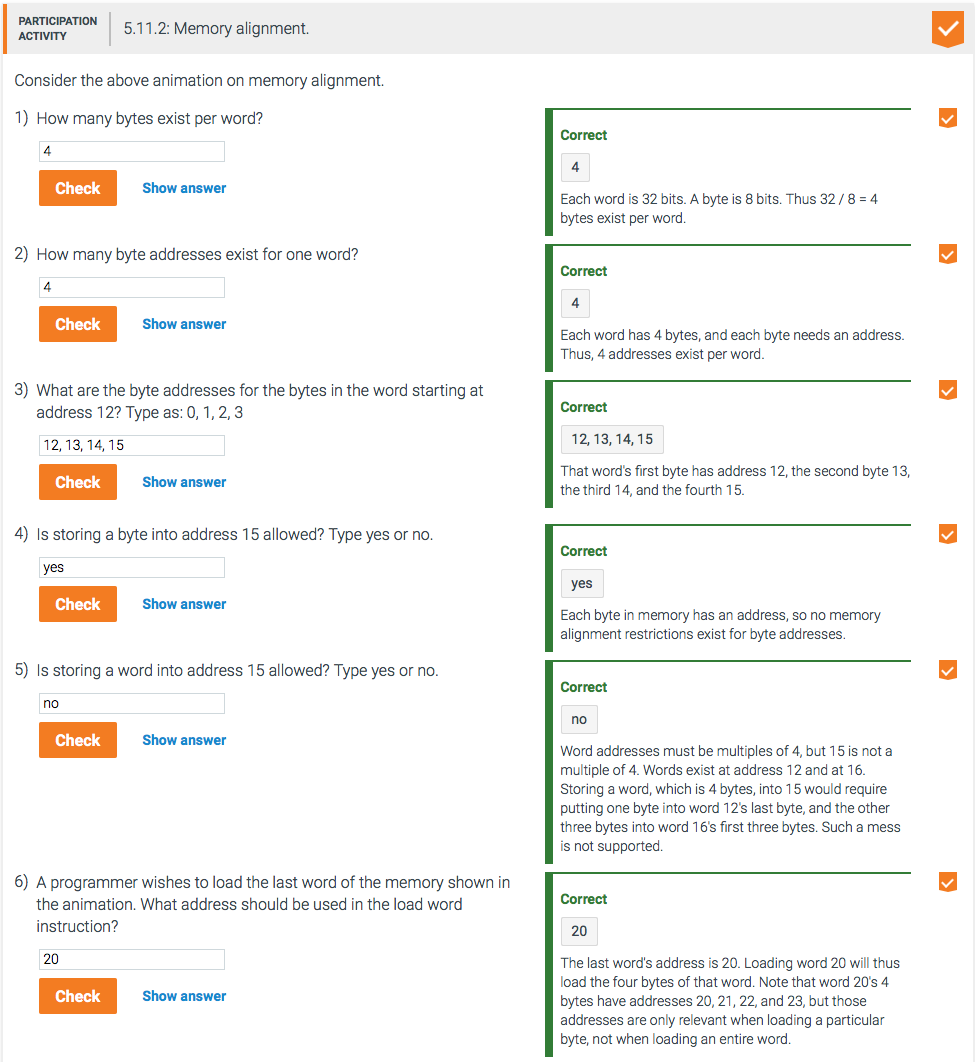 PARTICIPATION
ACTIVITY
5.11.2: Memory alignment.
Consider the above animation on memory alignment.
1) How many bytes exist per word?
4
Check Show answer
Correct
4
Each word is 32 bits. A byte is 8 bits. Thus 32 / 8 = 4
bytes exist per word.
2) How many byte addresses exist for one word?
4
Check Show answer
Correct
4
Each word has 4 bytes, and each byte needs an address.
Thus, 4 addresses exist per word.
3) What are the byte addresses for the bytes in the word starting at
address 12? Type as: 0, 1, 2, 3
12, 13, 14, 15
Check Show answer
Correct
12, 13, 14, 15
That word's first byte has address 12, the second byte 13,
the third 14, and the fourth 15.
4) Is storing a byte into address 15 allowed? Type yes or no.
yes
Check Show answer
Correct
yes
Each byte in memory has an address, so no memory
alignment restrictions exist for byte addresses.
5) Is storing a word into address 15 allowed? Type yes or no.
no
Check Show answer
Correct
no
Word addresses must be multiples of 4, but 15 is not a
multiple of 4. Words exist at address 12 and at 16.
Storing a word, which is 4 bytes, into 15 would require
putting one byte into word 12's last byte, and the other
three bytes into word 16's first three bytes. Such a mess
is not supported.
6) A programmer wishes to load the last word of the memory shown in
the animation. What address should be used in the load word
instruction?
20
Check Show answer
Correct
20
The last word's address is 20. Loading word 20 will thus
load the four bytes of that word. Note that word 20's 4
bytes have addresses 20, 21, 22, and 23, but those
addresses are only relevant when loading a particular
byte, not when loading an entire word.